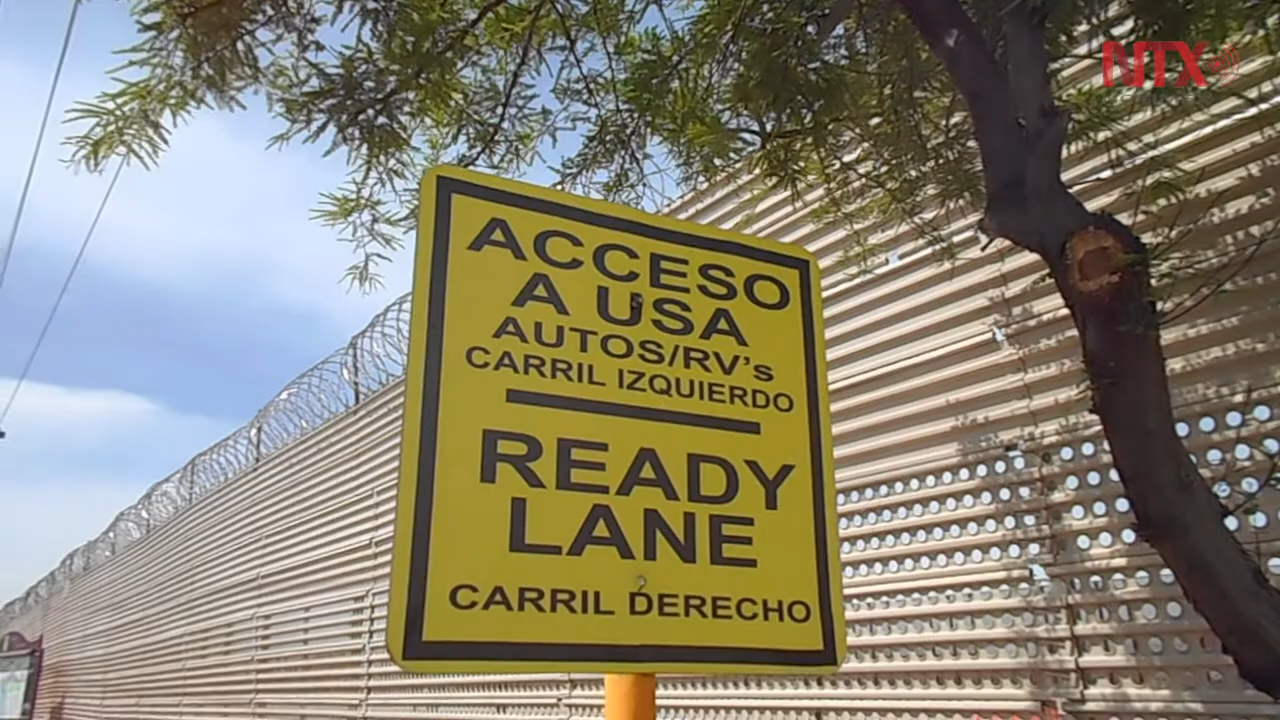 NTX
ACCESO
A USA
AUTOS/RV's
CARRIL IZQUIERDO
READY
LANE
CARRIL DERECHO